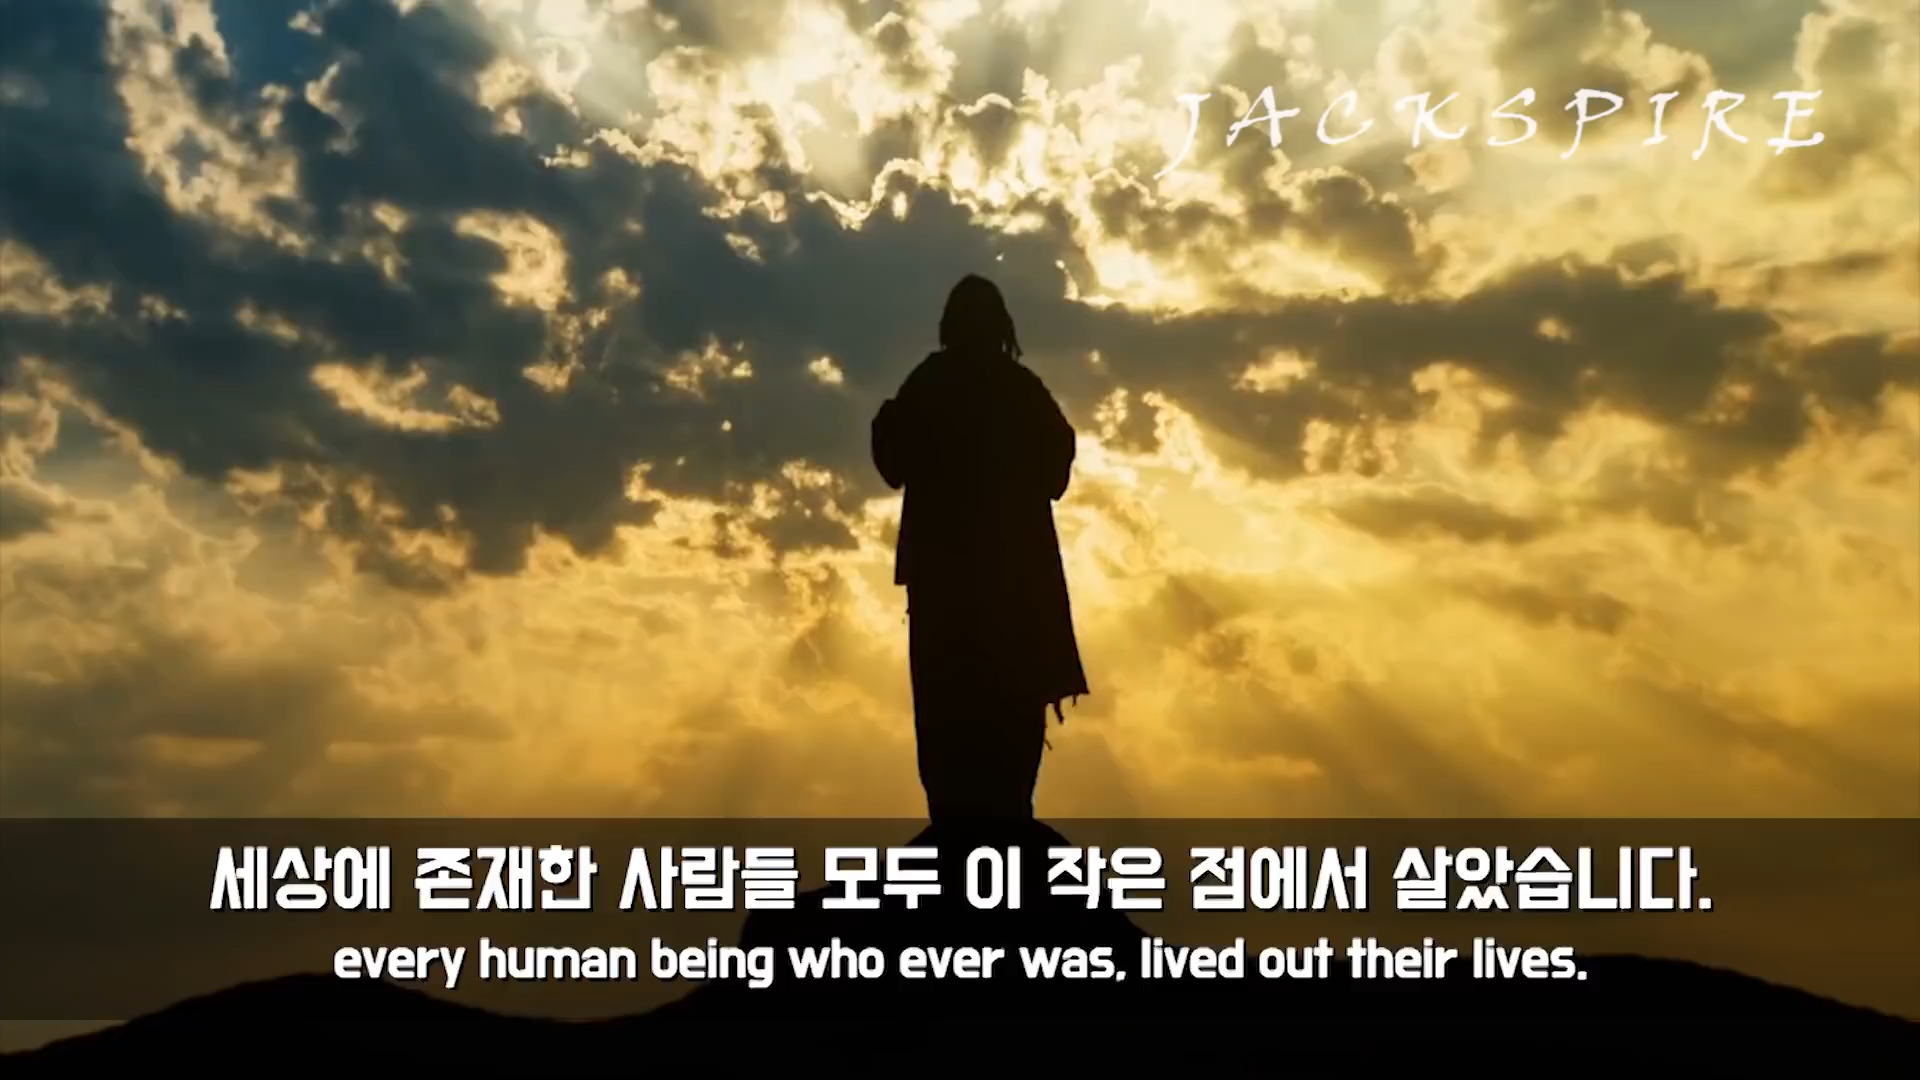 JACKSPIRE
세상에 존재한 사람들 모두 이 작은 점에서 살았습니다.
every human being who ever was, lived out their lives.